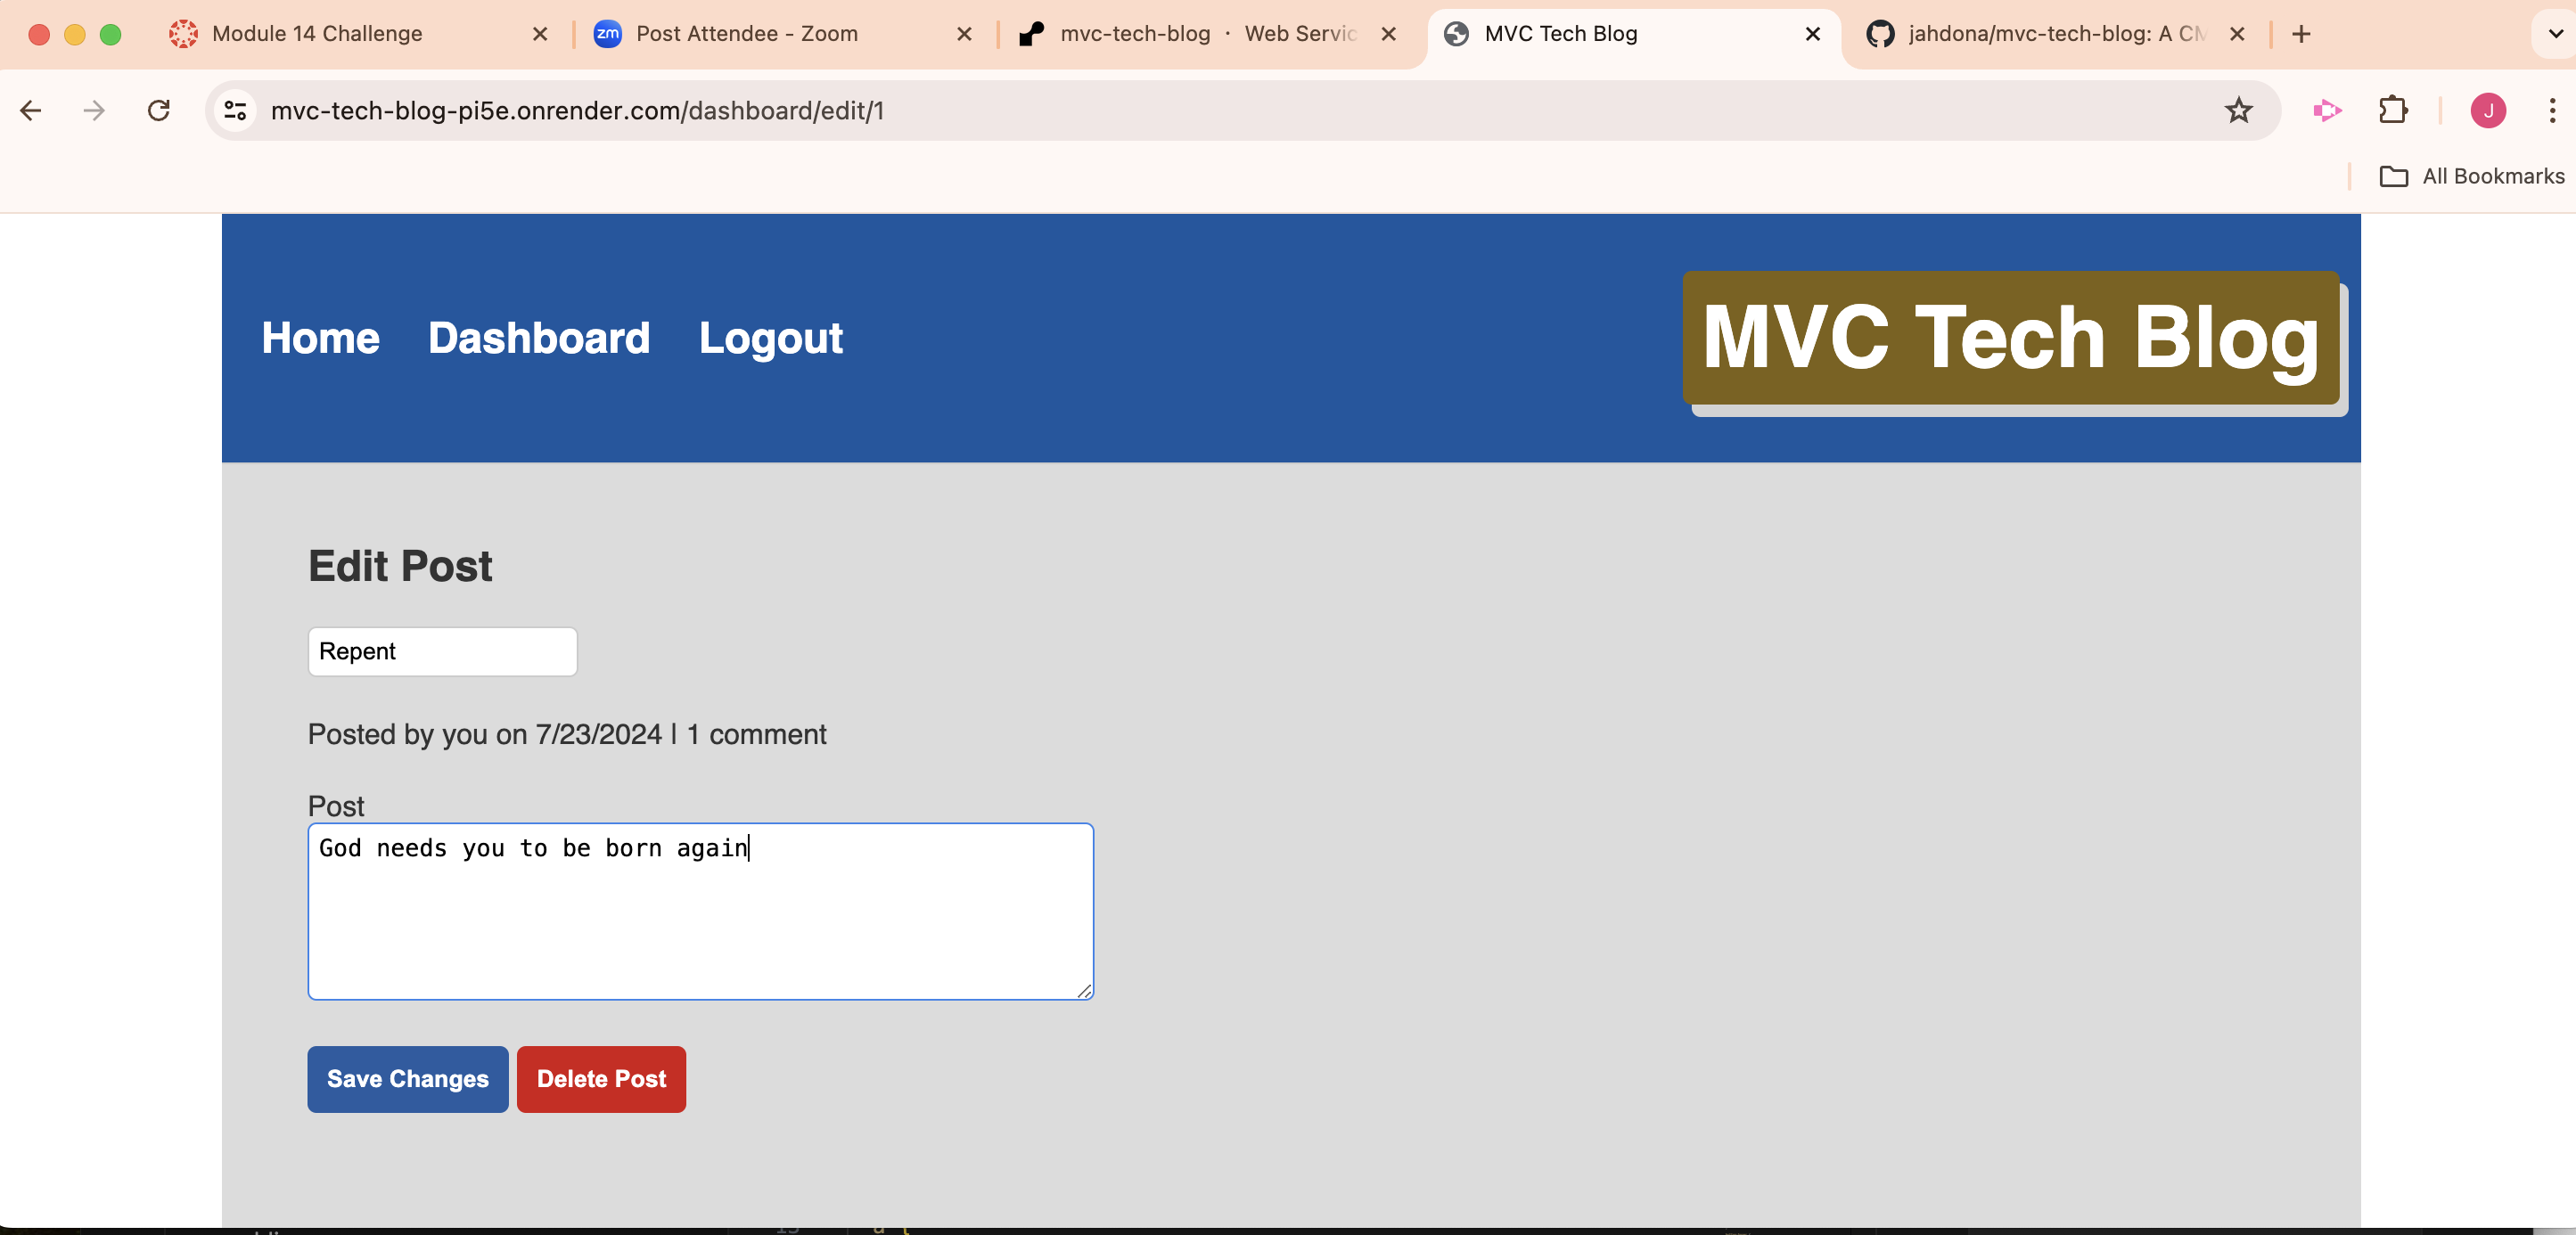 Module 14 Challenge
zm Post Attendee - Zoom
mvc-tech-blog · Web Servic
MVC Tech Blog
jahdona/mvc-tech-blog: A CM
mvc-tech-blog-pi5e.onrender.com/dashboard/edit/1
J
All Bookmarks
Home Dashboard Logout
MVC Tech Blog
Edit Post
Repent
Posted by you on 7/23/2024 | 1 comment
Post
God needs you to be born again
Save Changes
Delete Post